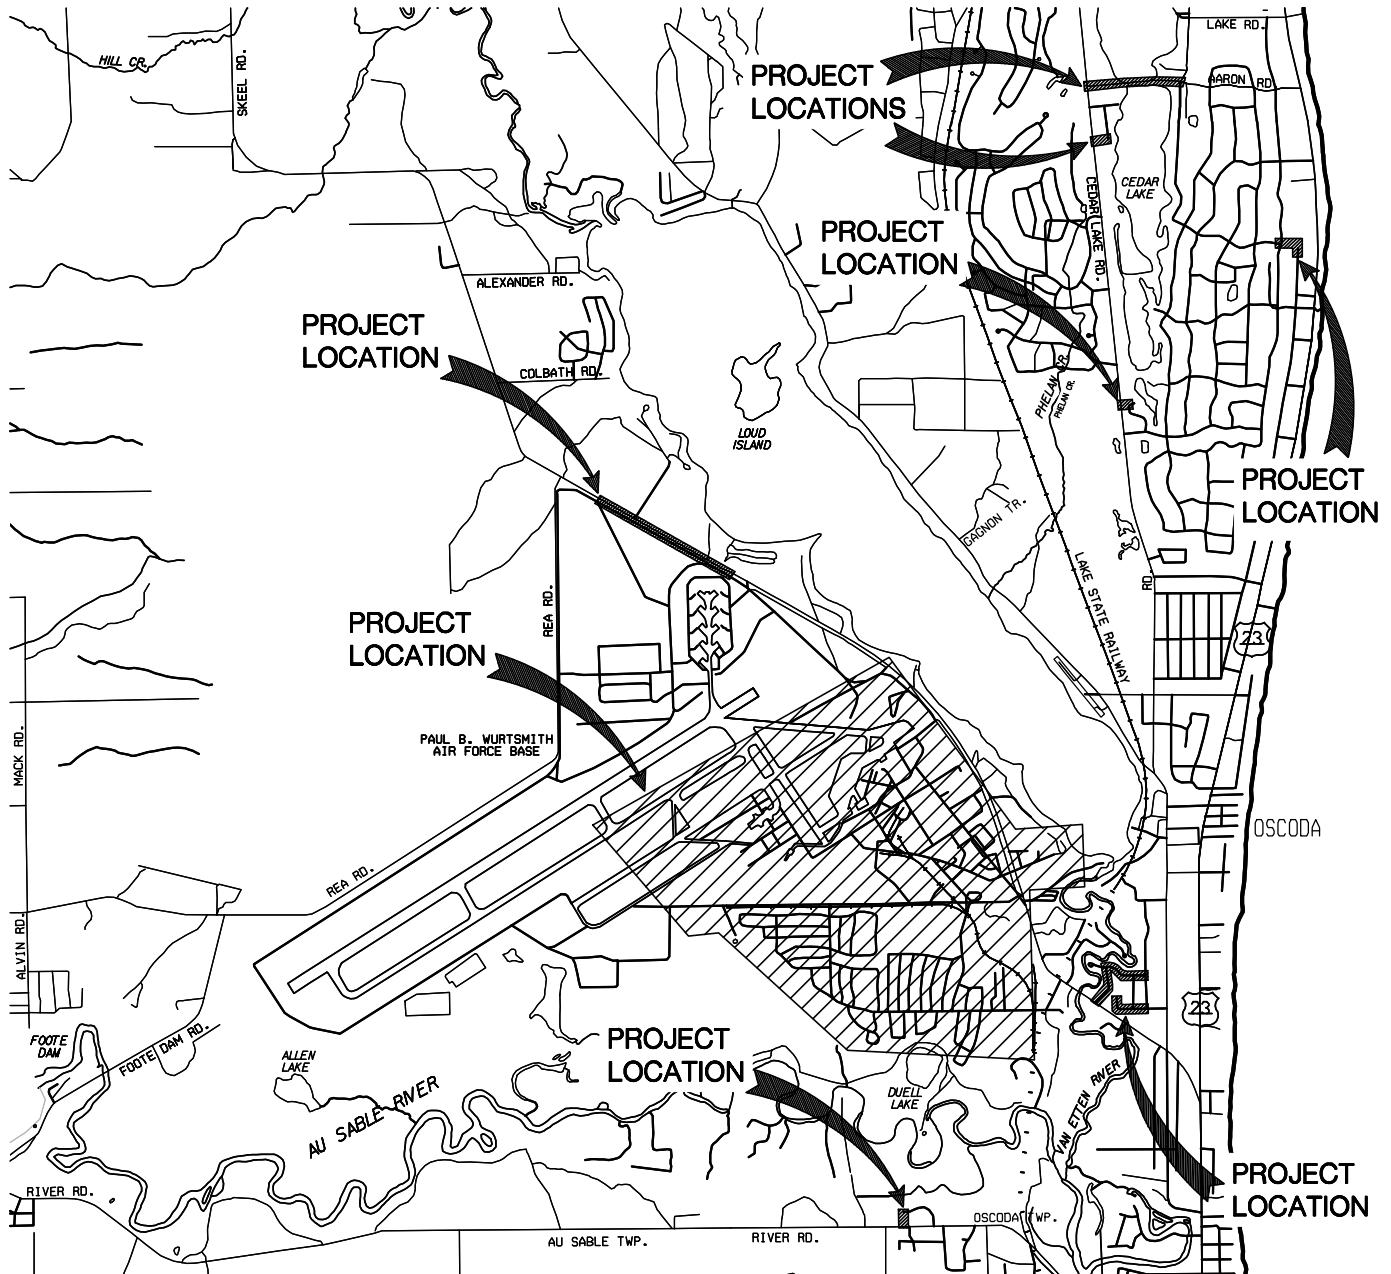 LAKE RD.
HILL CR.
SKEEL RD.
PROJECT
LOCATIONS
AARON RD
CEDAR
LAKE
CEDAR LAKE RD.
PROJECT
LOCATION
ALEXANDER RD.
PROJECT
LOCATION
COLBATH RD.
PHELAN CR.
PHELAN CR.
LOUD
ISLAND
PROJECT
LOCATION
GAGNON TR.
LAKE STATE RAILWAY
RD.
REA RD.
PROJECT
LOCATION
23
PAUL B. WURTSMITH
AIR FORCE BASE
MACK RD.
OSCODA
REA RD.
ALVIN RD.
23
FOOTE
DAM
FOOTE DAM RD.
ALLEN
LAKE
PROJECT
LOCATION
AU SABLE RIVER
DUELL
LAKE
VAN ETTEN RIVER
PROJECT
LOCATION
RIVER RD.
OSCODA TWP.
AU SABLE TWP.
RIVER RD.